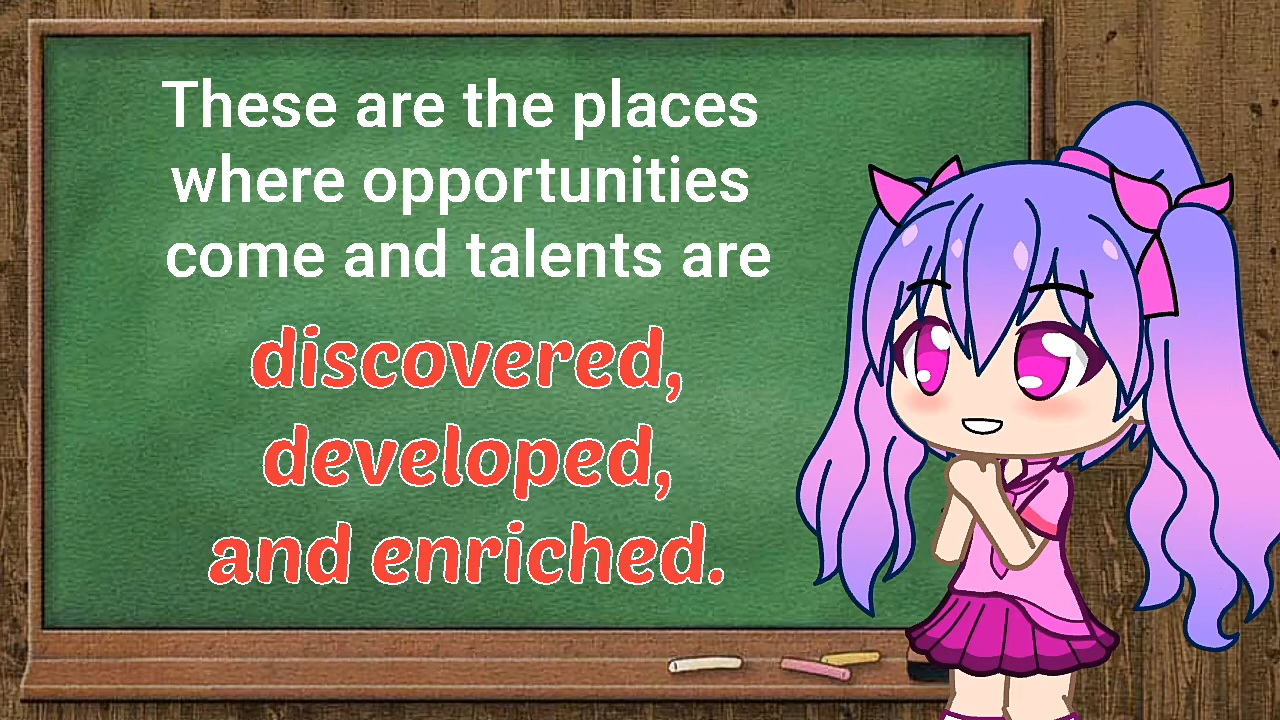 These are the places
where opportunities
come and talents are
discovered,
developed,
and enriched.